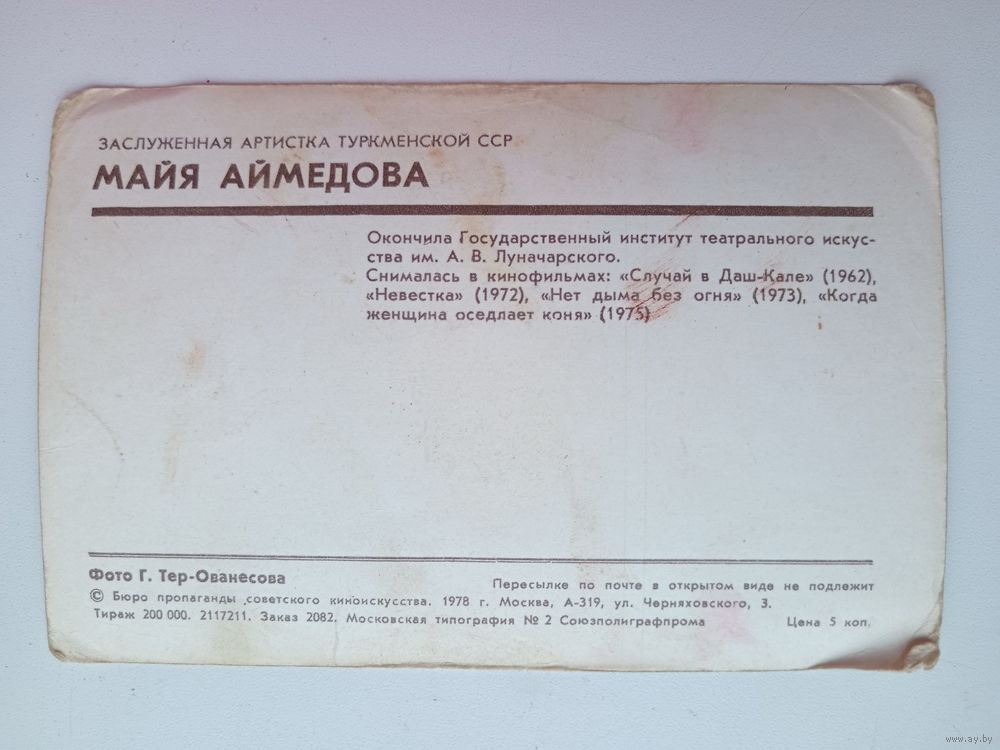 ЗАСЛУЖЕННАЯ АРТИСТКА ТУРКМЕНСКОЙ ССР
МАЙЯ АЙМЕДОВА
Окончила Государственный институт театрального искус-
ства им. А. В. Луначарского.
Снималась в кинофильмах: «Случай в Даш-Кале» (1962),
«Невестка» (1972), «Нет дыма без огня» (1973), «Когда
женщина оседлает коня» (1975)
Фото Г. Тер-Ованесова
Пересылке по почте в открытом виде не подлежит
© Бюро пропаганды советского киноискусства. 1978 г. Москва, А-319, ул. Черняховского, 3.
Тираж 200 000. 2117211. Заказ 2082. Московская типография № 2 Союзполиграфпрома Цена 5 коп.
www.ay.by